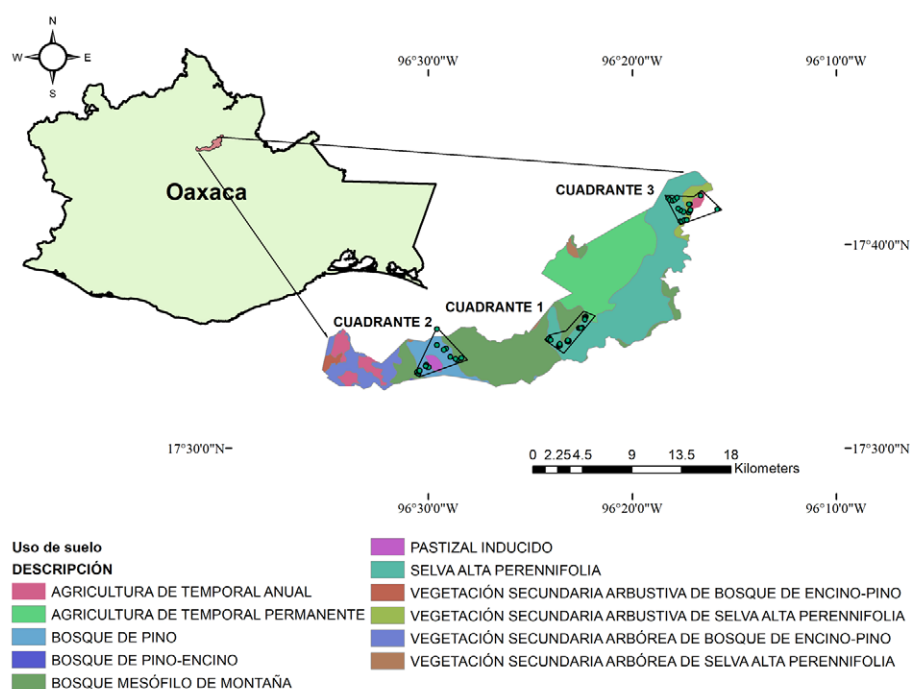 N
W E
S
96°30'0"W 96°20'0"W 96°10'0"W
Oaxaca
CUADRANTE 3
17°40'0"N
CUADRANTE 1
CUADRANTE 2
17°30'0"N 17°30'0"N
0 2.254.5 9 13.5 18
Kilometers
96°30'0"W 96°20'0"W 96°10'0"W
Uso de suelo
DESCRIPCIÓN
AGRICULTURA DE TEMPORAL ANUAL
AGRICULTURA DE TEMPORAL PERMANENTE
BOSQUE DE PINO
BOSQUE DE PINO-ENCINO
BOSQUE MESÓFILO DE MONTAÑA
PASTIZAL INDUCIDO
SELVA ALTA PERENNIFOLIA
VEGETACIÓN SECUNDARIA ARBUSTIVA DE BOSQUE DE ENCINO-PINO
VEGETACIÓN SECUNDARIA ARBUSTIVA DE SELVA ALTA PERENNIFOLIA
VEGETACIÓN SECUNDARIA ARBÓREA DE BOSQUE DE ENCINO-PINO
VEGETACIÓN SECUNDARIA ARBÓREA DE SELVA ALTA PERENNIFOLIA